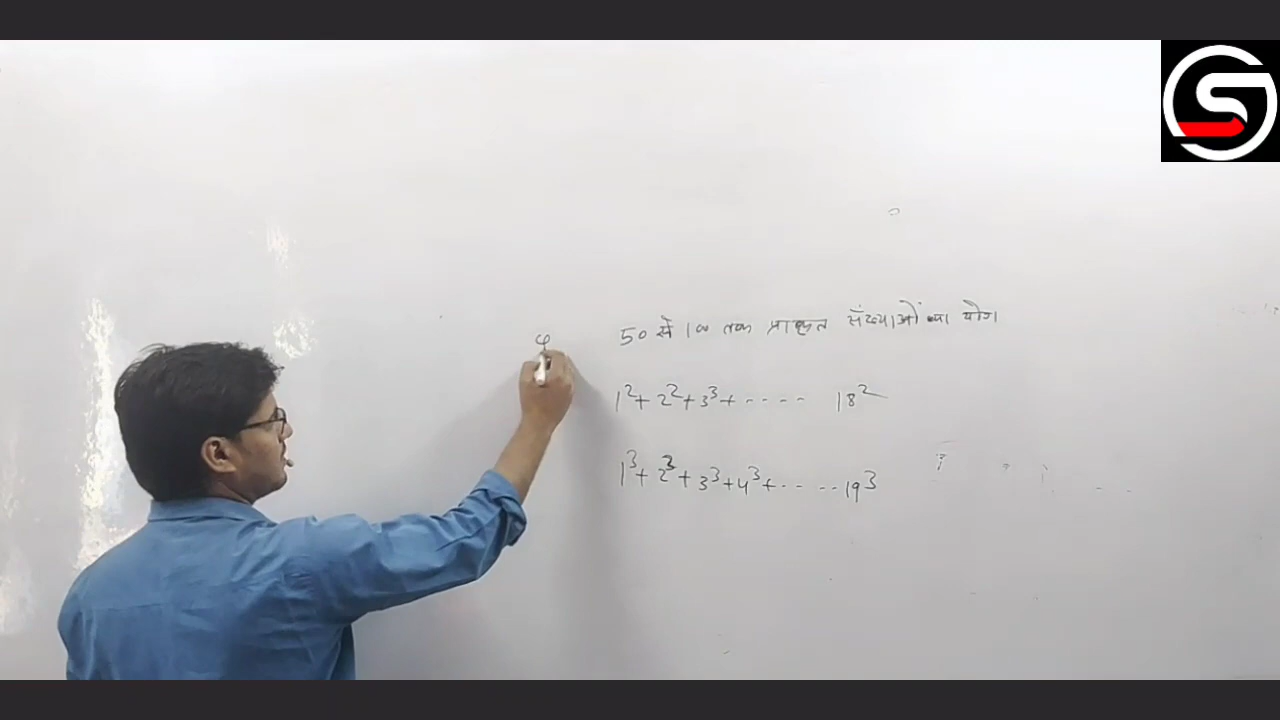 50 से 100 तक प्राकृत संख्याओं का योग
1² + 2² + 3³ + ---- 18²
1³ + 2³ + 3³ + 4³ + ----- 19³